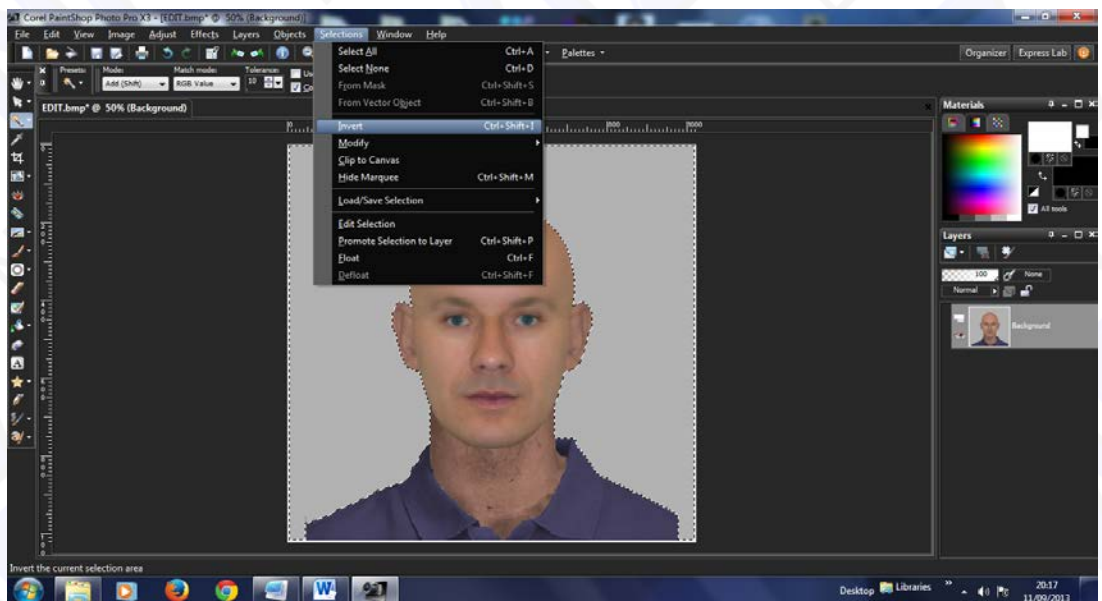 Corel PaintShop Photo Pro X3 - [EDIT.bmp* @ 50% (Background)]
File Edit View Image Adjust Effects Layers Objects Selections Window Help
Palettes Organizer Express Lab
Presets: Mode: Match mode: Tolerance:
Add (Shift) RGB Value 10
EDIT.bmp* @ 50% (Background)
Select All Ctrl+A
Select None Ctrl+D
From Mask Ctrl+Shift+S
From Vector Object Ctrl+Shift+B
Invert Ctrl+Shift+I
Modify
Clip to Canvas
Hide Marquee Ctrl+Shift+M
Load/Save Selection
Edit Selection
Promote Selection to Layer Ctrl+Shift+P
Float Ctrl+F
Defloat Ctrl+Shift+F
Materials
All tools
Layers
100 None
Normal
Background
Invert the current selection area
Desktop Libraries
20:17
11/09/2013